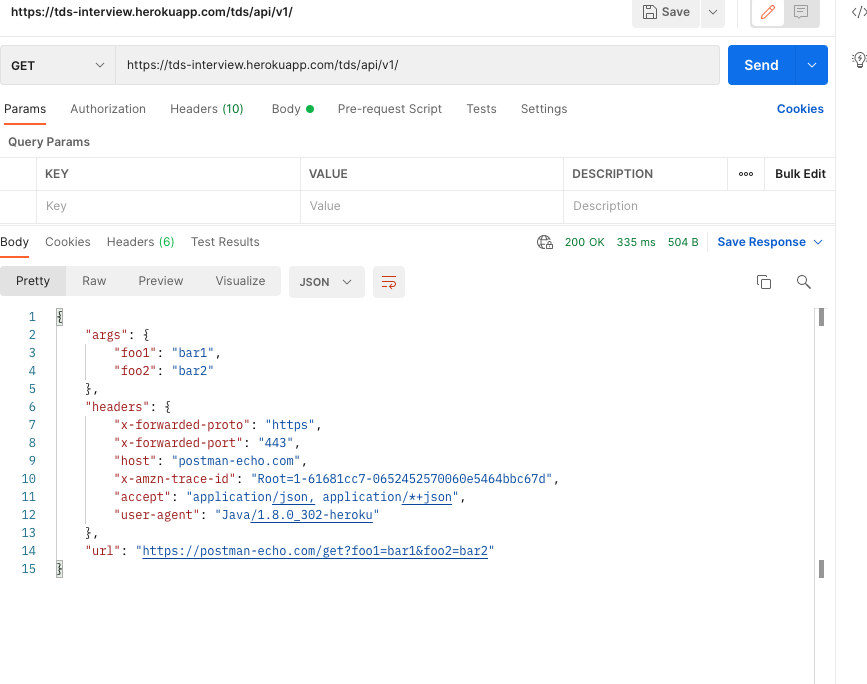 https://tds-interview.herokuapp.com/tds/api/v1/ Save
GET https://tds-interview.herokuapp.com/tds/api/v1/ Send
Params Authorization Headers (10) Body Pre-request Script Tests Settings Cookies
Query Params
KEY VALUE DESCRIPTION Bulk Edit
Key Value Description
Body Cookies Headers (6) Test Results 200 OK 335 ms 504 B Save Response
Pretty Raw Preview Visualize JSON
1 {
2 "args": {
3 "foo1": "bar1",
4 "foo2": "bar2"
5 },
6 "headers": {
7 "x-forwarded-proto": "https",
8 "x-forwarded-port": "443",
9 "host": "postman-echo.com",
10 "x-amzn-trace-id": "Root=1-61681cc7-0652452570060e5464bbc67d",
11 "accept": "application/json, application/*+json",
12 "user-agent": "Java/1.8.0_302-heroku"
13 },
14 "url": "https://postman-echo.com/get?foo1=bar1&foo2=bar2"
15 }